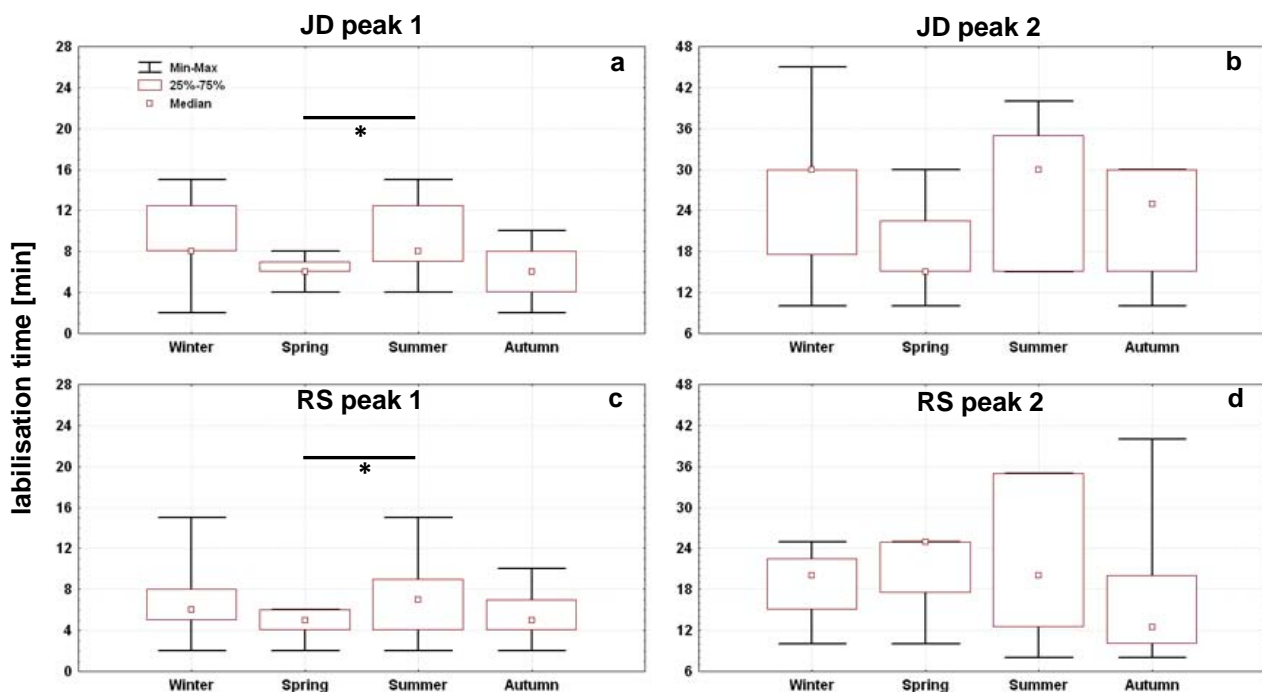 JD peak 1
28
24
20
16
12
8
4
0
Min-Max
25%-75%
Median
a
*
Winter Spring Summer Autumn
JD peak 2
48
42
36
30
24
18
12
6
b
Winter Spring Summer Autumn
labilisation time [min]
RS peak 1
28
24
20
16
12
8
4
0
c
*
Winter Spring Summer Autumn
RS peak 2
48
42
36
30
24
18
12
6
d
Winter Spring Summer Autumn